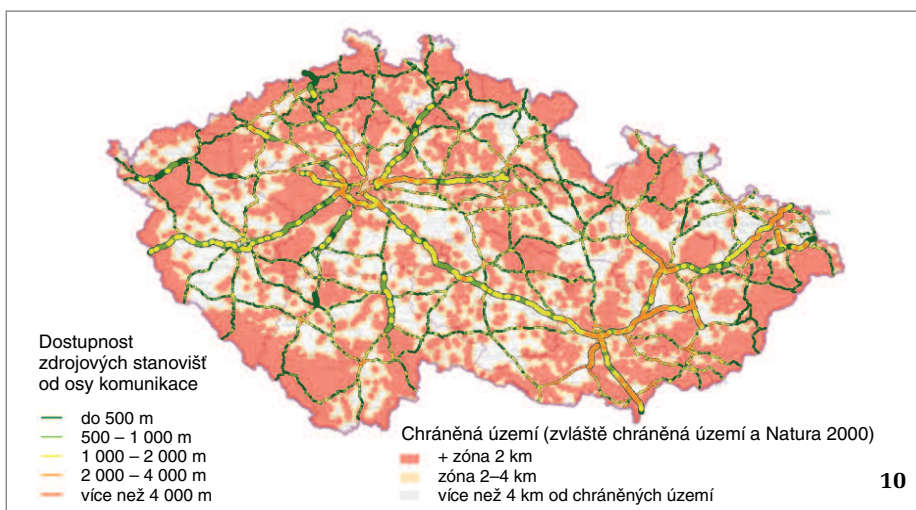 Dostupnost
zdrojových stanovišť
od osy komunikace
do 500 m
500 – 1 000 m
1 000 – 2 000 m
2 000 – 4 000 m
více než 4 000 m
Chráněná území (zvláště chráněná území a Natura 2000)
+ zóna 2 km
zóna 2–4 km
více než 4 km od chráněných území
10